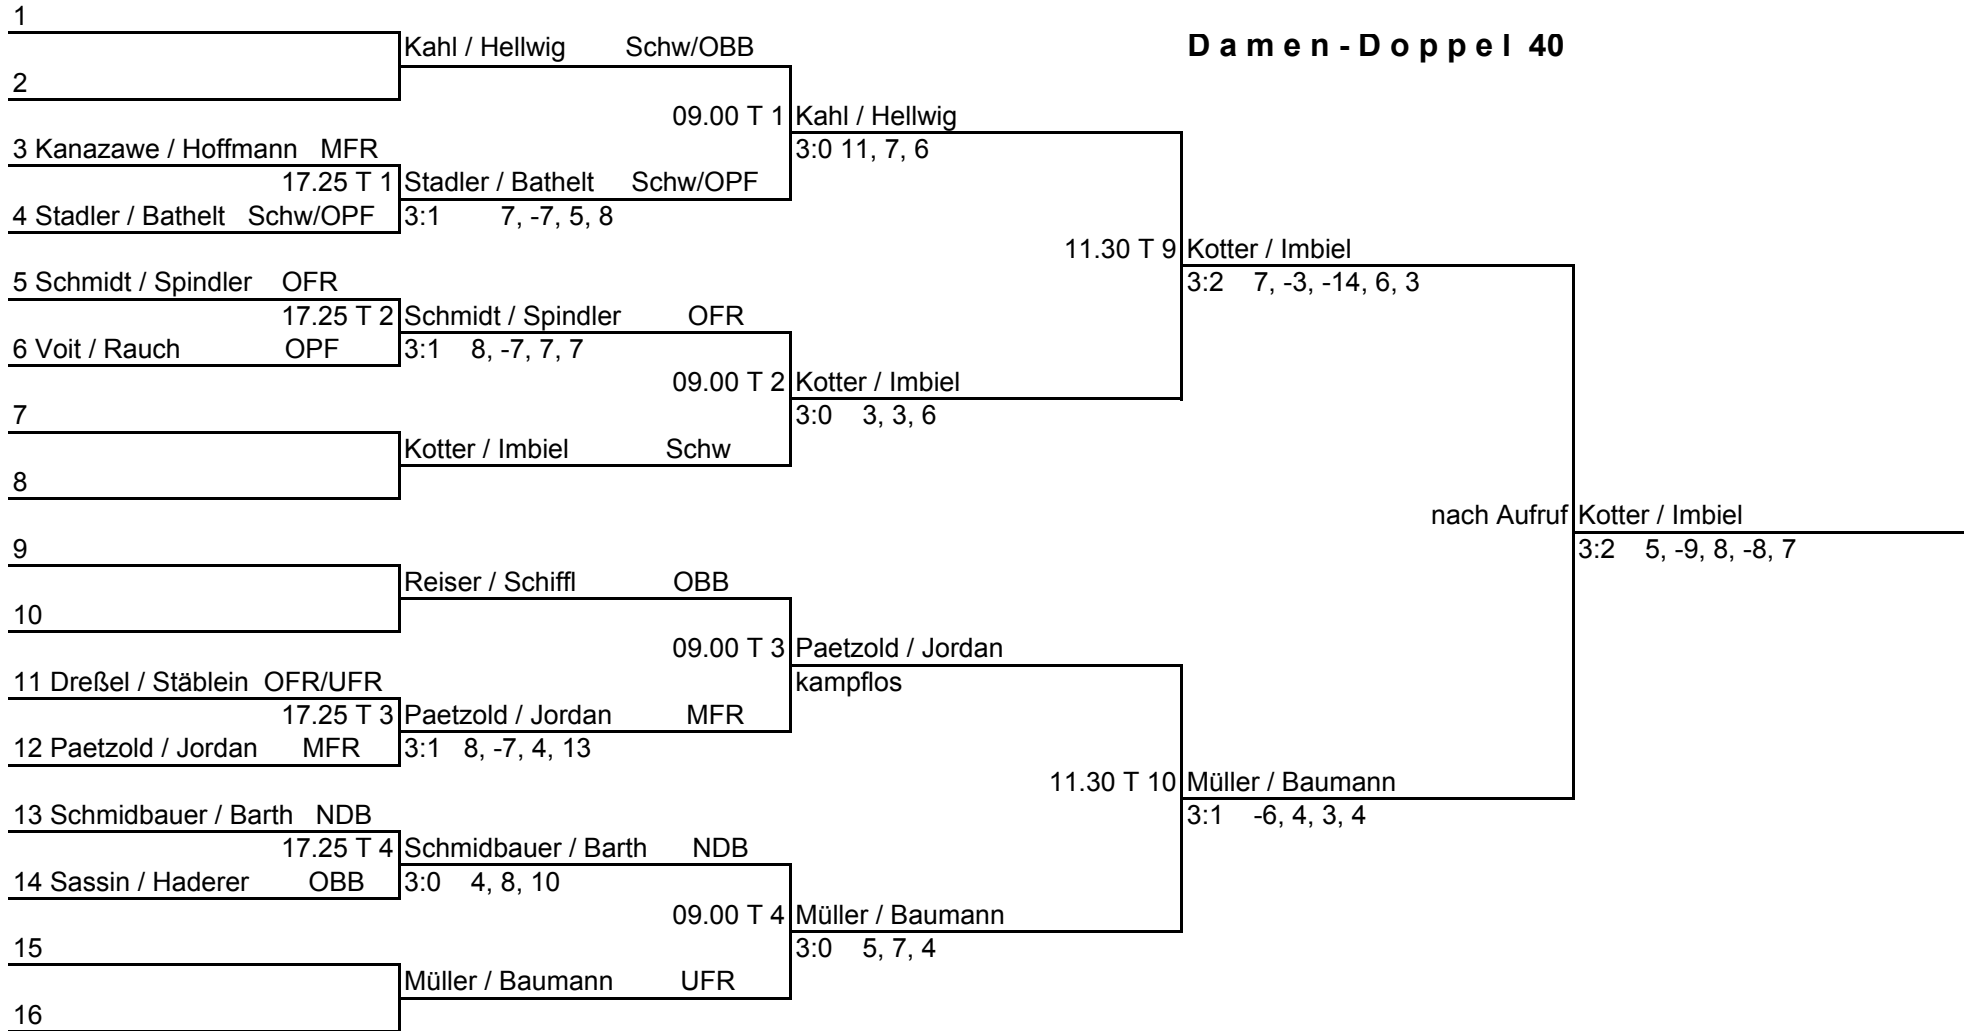 1
Kahl / Hellwig Schw/OBB
Damen-Doppel 40
2
09.00 T 1 Kahl / Hellwig
3 Kanazawe / Hoffmann MFR
3:0 11, 7, 6
17.25 T 1 Stadler / Bathelt Schw/OPF
4 Stadler / Bathelt Schw/OPF 3:1 7, -7, 5, 8
11.30 T 9 Kotter / Imbiel
5 Schmidt / Spindler OFR
3:2 7, -3, -14, 6, 3
17.25 T 2 Schmidt / Spindler OFR
6 Voit / Rauch OPF 3:1 8, -7, 7, 7
09.00 T 2 Kotter / Imbiel
7
3:0 3, 3, 6
Kotter / Imbiel Schw
8
nach Aufruf Kotter / Imbiel
9
3:2 5, -9, 8, -8, 7
Reiser / Schiffl OBB
10
09.00 T 3 Paetzold / Jordan
11 Dreßel / Stäblein OFR/UFR
kampflos
17.25 T 3 Paetzold / Jordan MFR
12 Paetzold / Jordan MFR 3:1 8, -7, 4, 13
11.30 T 10 Müller / Baumann
13 Schmidbauer / Barth NDB
3:1 -6, 4, 3, 4
17.25 T 4 Schmidbauer / Barth NDB
14 Sassin / Haderer OBB 3:0 4, 8, 10
09.00 T 4 Müller / Baumann
15
3:0 5, 7, 4
Müller / Baumann UFR
16